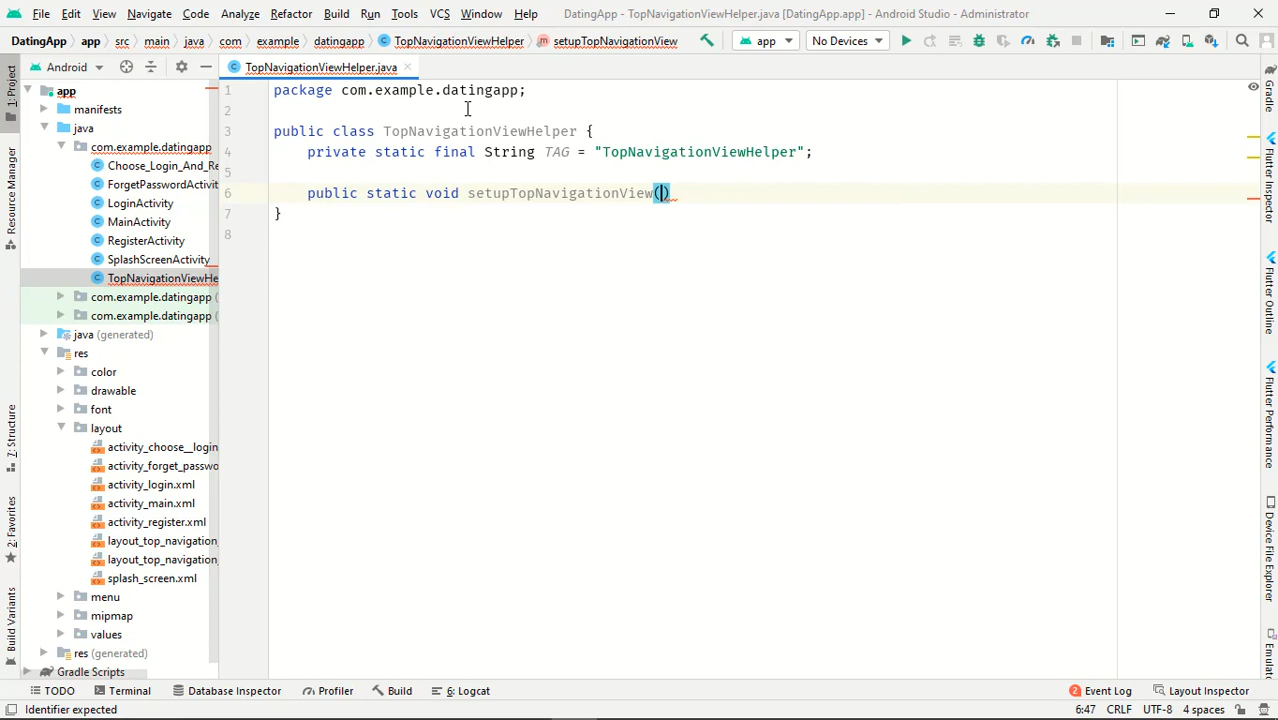 File Edit View Navigate Code Analyze Refactor Build Run Tools VCS Window Help DatingApp - TopNavigationViewHelper.java [DatingApp.app] - Android Studio - Administrator
DatingApp app src main java com example datingapp TopNavigationViewHelper setupTopNavigationView app No Devices
Android TopNavigationViewHelper.java
1 package com.example.datingapp;
2
3 public class TopNavigationViewHelper {
4 private static final String TAG = "TopNavigationViewHelper";
5
6 public static void setupTopNavigationView()
7 }
8
app
manifests
java
com.example.datingapp
Choose_Login_And_Re
ForgetPasswordActivi
LoginActivity
MainActivity
RegisterActivity
SplashScreenActivity
TopNavigationViewHe
com.example.datingapp (
com.example.datingapp (
java (generated)
res
color
drawable
font
layout
activity_choose__login
activity_forget_passwo
activity_login.xml
activity_main.xml
activity_register.xml
layout_top_navigation_
layout_top_navigation_
splash_screen.xml
menu
mipmap
values
res (generated)
Gradle Scripts
1: Project
Resource Manager
7: Structure
2: Favorites
Build Variants
Gradle
Flutter Outline
Flutter Performance
Device File Explorer
Emulato
TODO Terminal Database Inspector Profiler Build 6: Logcat 2 Event Log Layout Inspector
Identifier expected 6:47 CRLF UTF-8 4 spaces